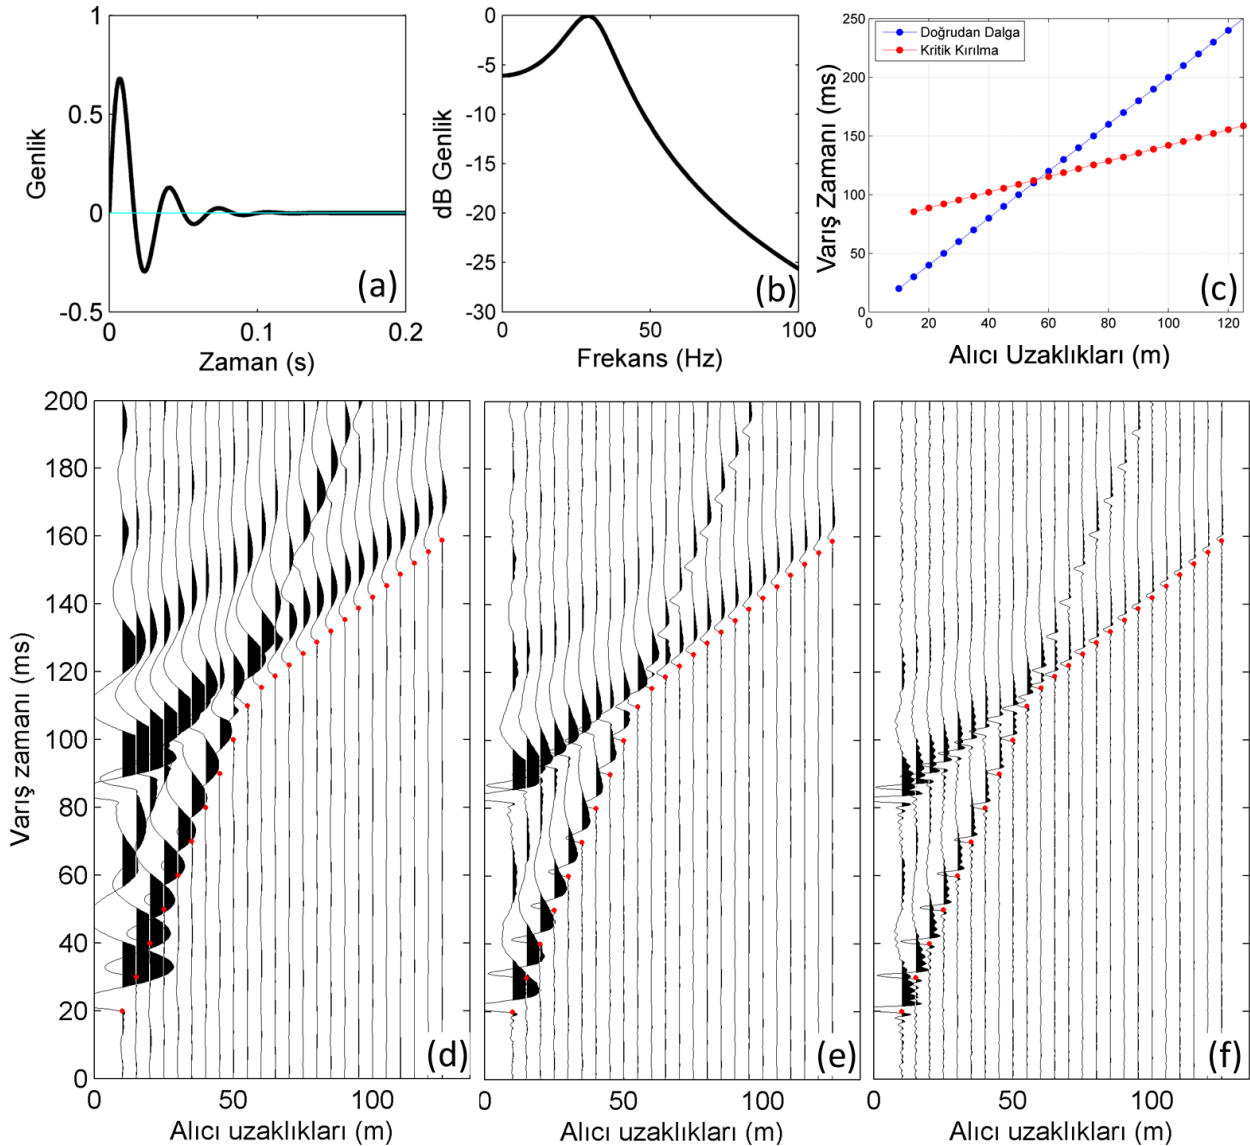 1
0.5
0
-0.5
Genlik
0
0.1
0.2
Zaman (s)
(a)
0
-5
-10
-15
-20
-25
-30
dB Genlik
0
50
100
Frekans (Hz)
(b)
250
200
150
100
50
0
Varış Zamanı (ms)
Doğrudan Dalga
Kritik Kırılma
0
20
40
60
80
100
120
Alıcı Uzaklıkları (m)
(c)
200
180
160
140
120
100
80
60
40
20
0
Varış zamanı (ms)
0
50
100
Alıcı uzaklıkları (m)
(d)
0
50
100
Alıcı uzaklıkları (m)
(e)
0
50
100
Alıcı uzaklıkları (m)
(f)